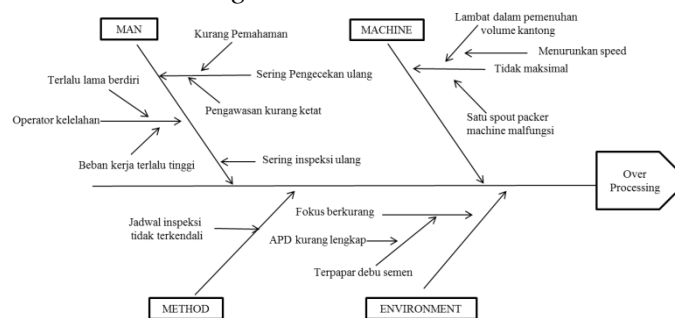 MAN
MACHINE
Lambat dalam pemenuhan
volume kantong
Kurang Pemahaman
Menurunkan speed
Tidak maksimal
Terlalu lama berdiri
Sering Pengecekan ulang
Pengawasan kurang ketat
Operator kelelahan
Satu spout packer
machine malfungsi
Beban kerja terlalu tinggi
Sering inspeksi ulang
Over
Processing
Jadwal inspeksi
tidak terkendali
Fokus berkurang
APD kurang lengkap
Terpapar debu semen
METHOD
ENVIRONMENT